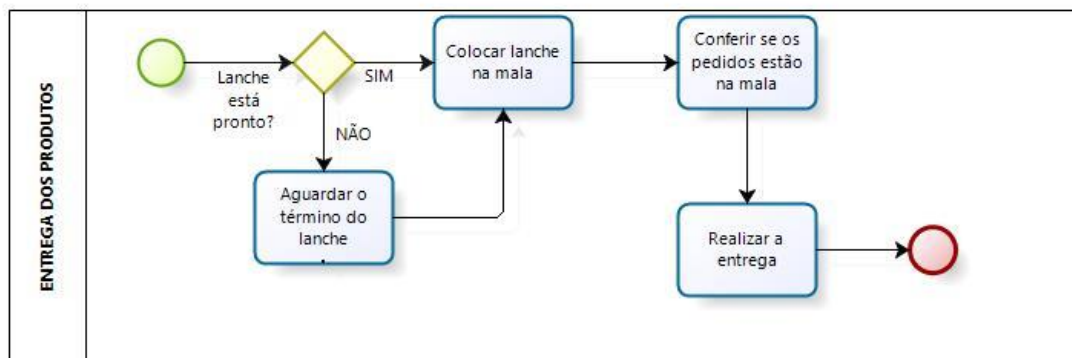 ENTREGA DOS PRODUTOS
Lanche
está
pronto?
SIM
NÃO
Aguardar o
término do
lanche
Colocar lanche
na mala
Conferir se os
pedidos estão
na mala
Realizar a
entrega